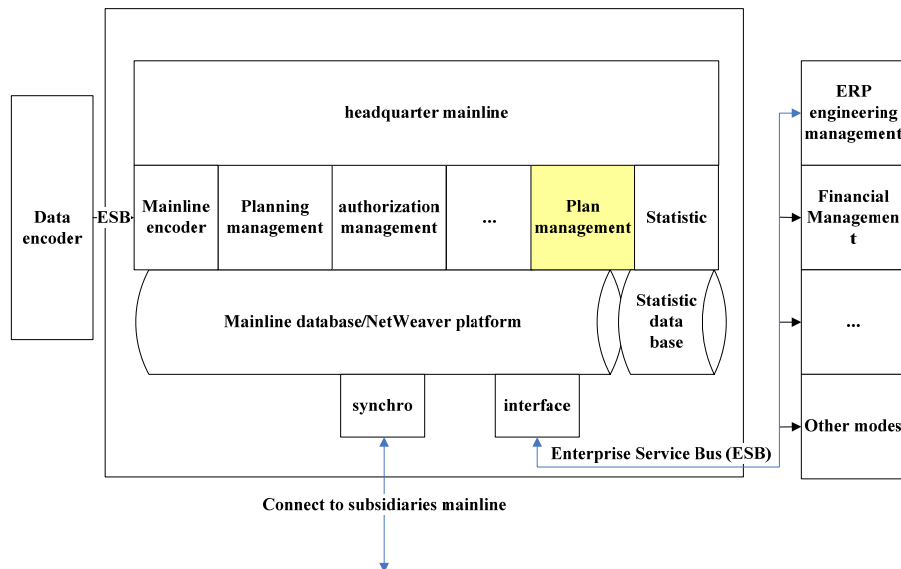 headquarter mainline
ERP
engineering
management
Data
encoder
ESB
Mainline
encoder
Planning
management
authorization
management
...
Plan
management
Statistic
Financial
Managemen
t
Mainline database/NetWeaver platform
Statistic
data
base
...
synchro
interface
Other modes
Enterprise Service Bus (ESB)
Connect to subsidiaries mainline